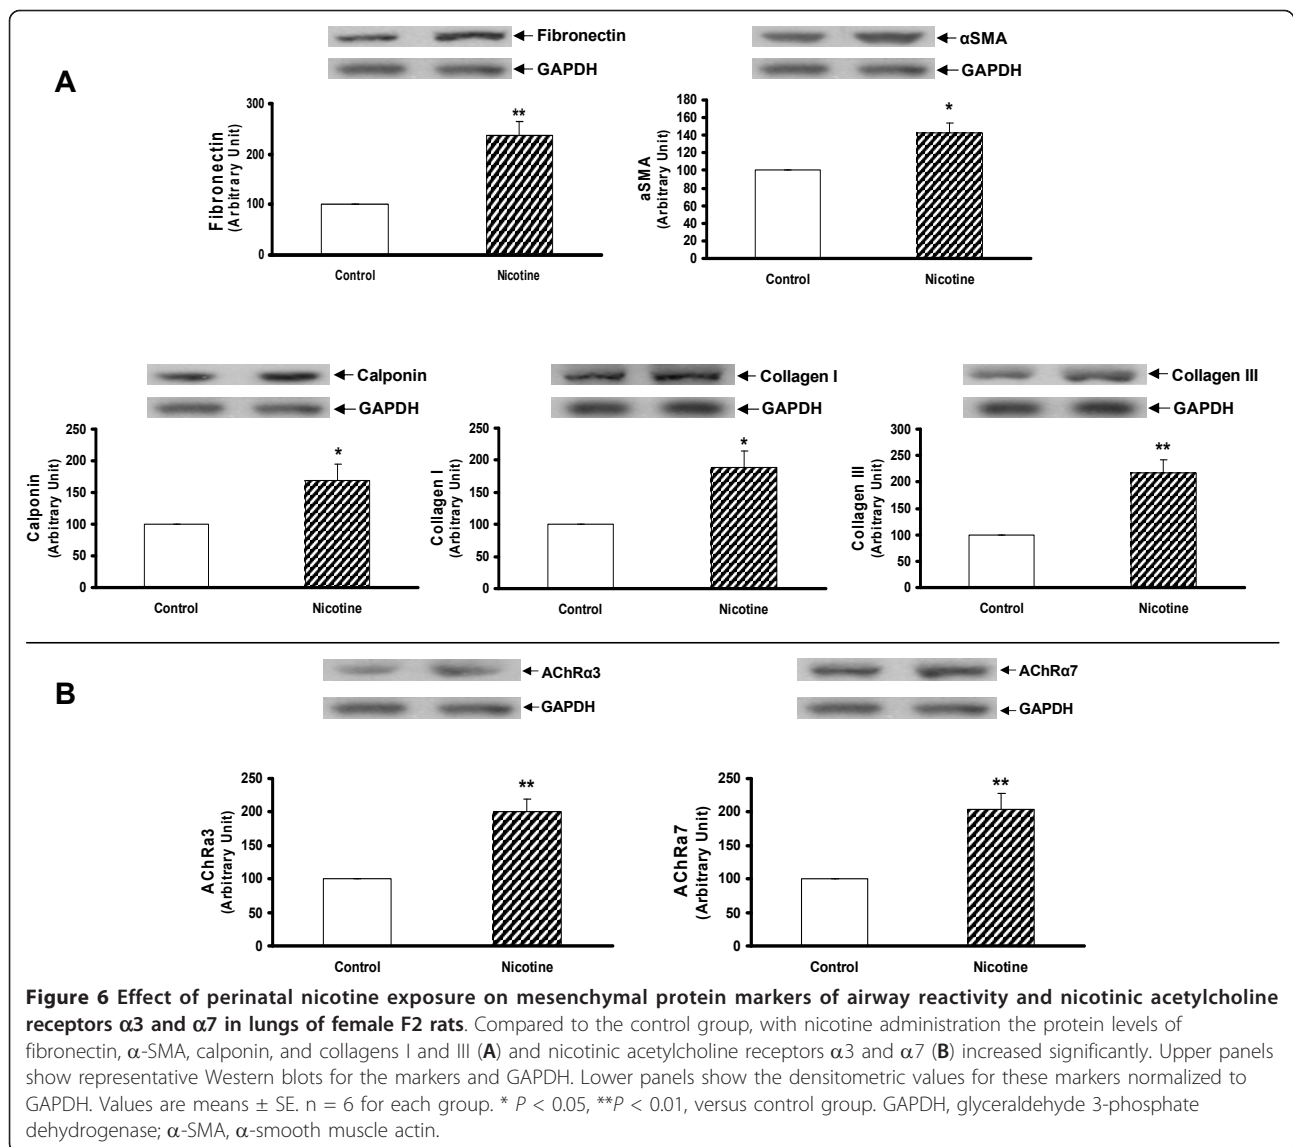 Fibronectin
GAPDH
αSMA
GAPDH
A
Fibronectin
(Arbitrary Unit)
300
250
100
0
**
Control Nicotine
aSMA
(Arbitrary Unit)
180
160
140
120
100
80
60
40
20
0
*
Control Nicotine
Calponin
GAPDH
Calponin
(Arbitrary Unit)
250
200
150
100
50
0
*
Control Nicotine
Collagen I
GAPDH
Collagen I
(Arbitrary Unit)
250
200
150
100
50
0
*
Control Nicotine
Collagen III
GAPDH
Collagen III
(Arbitrary Unit)
300
250
200
150
100
50
0
**
Control Nicotine
B
AChRα3
GAPDH
AChRa3
(Arbitrary Unit)
250
200
150
100
50
0
**
Control Nicotine
AChRα7
GAPDH
AChRa7
(Arbitrary Unit)
250
200
150
100
50
0
**
Control Nicotine
Figure 6 Effect of perinatal nicotine exposure on mesenchymal protein markers of airway reactivity and nicotinic acetylcholine
receptors α3 and α7 in lungs of female F2 rats. Compared to the control group, with nicotine administration the protein levels of
fibronectin, α-SMA, calponin, and collagens I and III (A) and nicotinic acetylcholine receptors α3 and α7 (B) increased significantly. Upper panels
show representative Western blots for the markers and GAPDH. Lower panels show the densitometric values for these markers normalized to
GAPDH. Values are means ± SE. n = 6 for each group. * P < 0.05, **P < 0.01, versus control group. GAPDH, glyceraldehyde 3-phosphate
dehydrogenase; α-SMA, α-smooth muscle actin.